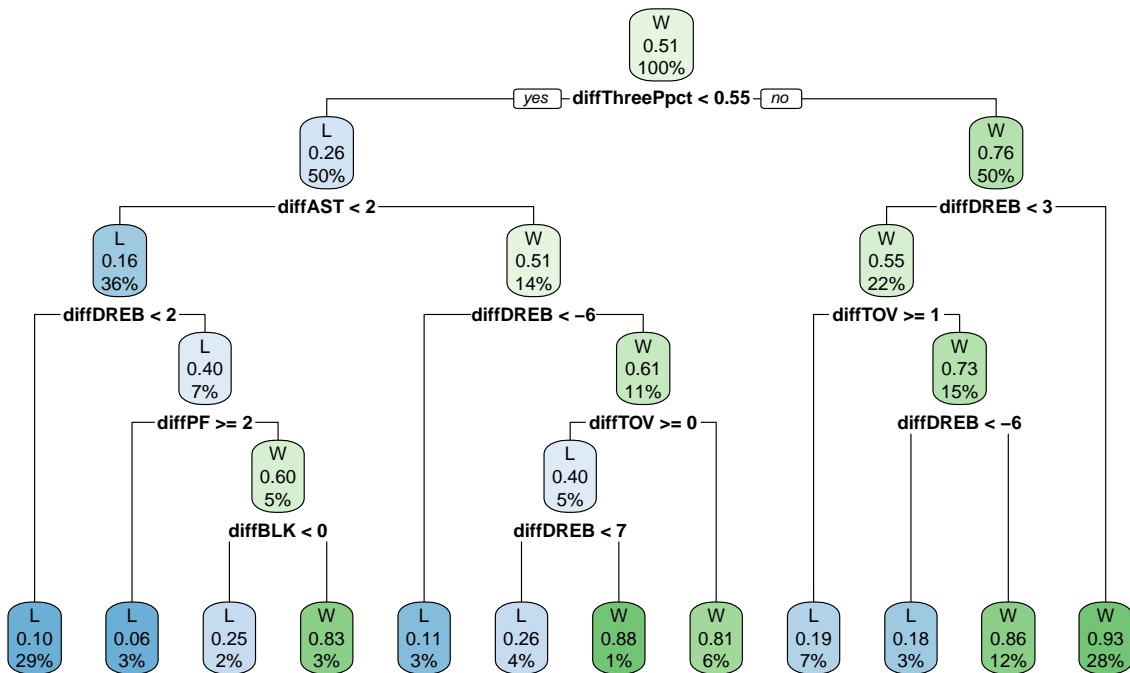 W
0.51
100%
yes diffThreePpct < 0.55 no
L
0.26
50%
W
0.76
50%
diffAST < 2
diffDREB < 3
L
0.16
36%
W
0.51
14%
W
0.55
22%
diffDREB < 2
diffDREB < −6
diffTOV >= 1
L
0.40
7%
W
0.61
11%
W
0.73
15%
diffPF >= 2
diffTOV >= 0
diffDREB < −6
W
0.60
5%
L
0.40
5%
diffBLK < 0
diffDREB < 7
L
0.10
29%
L
0.06
3%
L
0.25
2%
W
0.83
3%
L
0.11
3%
L
0.26
4%
W
0.88
1%
W
0.81
6%
L
0.19
7%
L
0.18
3%
W
0.86
12%
W
0.93
28%